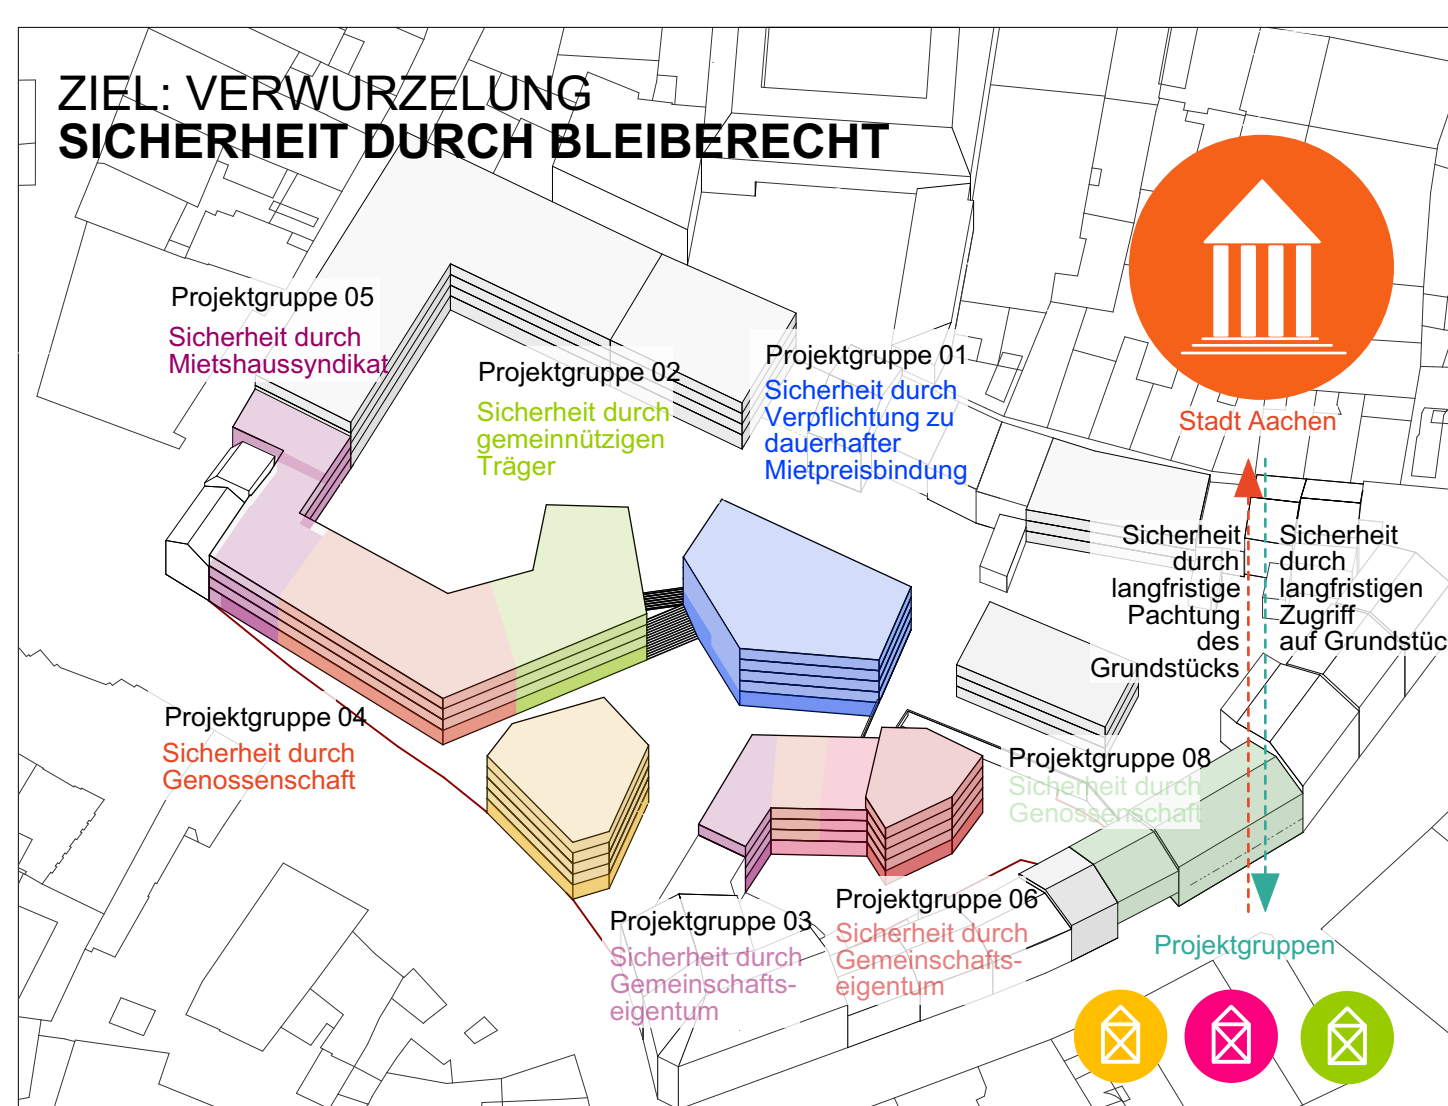 ZIEL: VERWURZELUNG
SICHERHEIT DURCH BLEIBERECHT
Projektgruppe 05
Sicherheit durch
Mietshaussyndikat
Projektgruppe 02
Sicherheit durch
gemeinnützigen
Träger
Projektgruppe 01
Sicherheit durch
Verpflichtung zu
dauerhafter
Mietpreisbindung
Stadt Aachen
Sicherheit
durch
langfristige
Pachtung
des
Grundstücks
Sicherheit
durch
langfristigen
Zugriff
auf Grundstüc
Projektgruppe 04
Sicherheit durch
Genossenschaft
Projektgruppe 08
Sicherheit durch
Genossenschaft
Projektgruppe 03
Sicherheit durch
Gemeinschafts-
eigentum
Projektgruppe 06
Sicherheit durch
Gemeinschafts-
eigentum
Projektgruppen